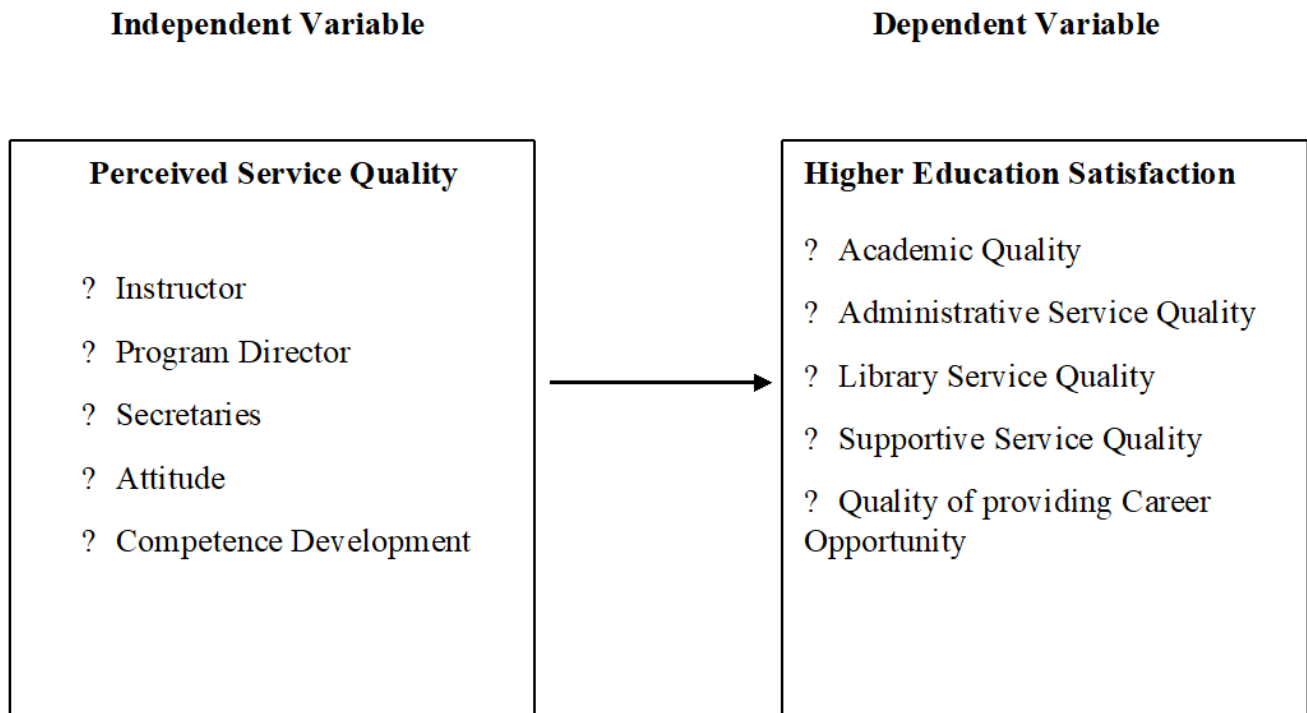 Independent Variable
Dependent Variable
Perceived Service Quality
? Instructor
? Program Director
? Secretaries
? Attitude
? Competence Development
Higher Education Satisfaction
? Academic Quality
? Administrative Service Quality
? Library Service Quality
? Supportive Service Quality
? Quality of providing Career
Opportunity